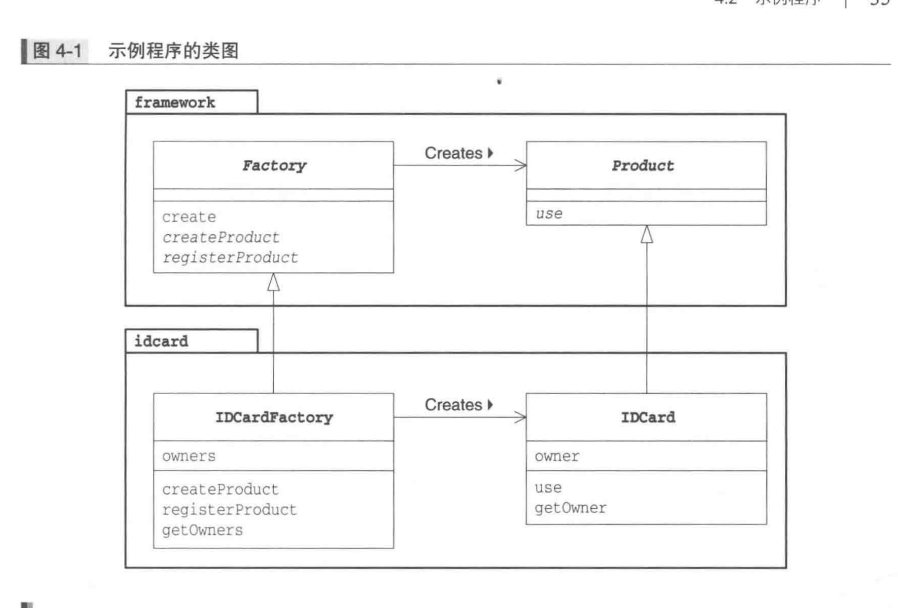 4.2 示例程序 | 35
图 4-1 示例程序的类图
framework
Factory
create
createProduct
registerProduct
Creates
Product
use
idcard
IDCardFactory
owners
createProduct
registerProduct
getOwners
Creates
IDCard
owner
use
getOwner